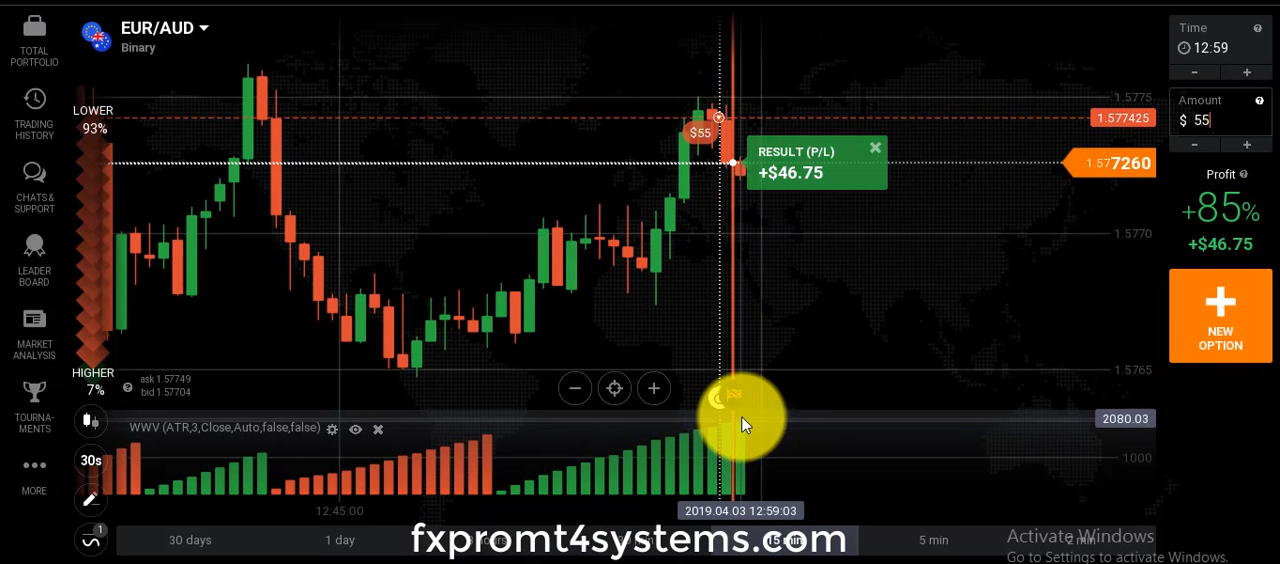 TOTAL
PORTFOLIO
TRADING
HISTORY
CHATS &
SUPPORT
LEADER
BOARD
MARKET
ANALYSIS
TOURNA-
MENTS
MORE
EUR/AUD
Binary
LOWER
93%
HIGHER
7%
ask 1.57749
bid 1.57704
$55
RESULT (P/L)
+$46.75
1.5775
1.577425
1.577260
1.5770
1.5765
WWV (ATR,3,Close,Auto,false,false)
2080.03
1000
30s
1
12:45:00
2019.04.03 12:59:03
30 days
1 day
15 min
5 min
2 min
fxpromt4systems.com
Time
12:59
-
+
Amount
$ 55
-
+
Profit
+85%
+$46.75
NEW
OPTION
Activate Windows
Go to Settings to activate Windows.